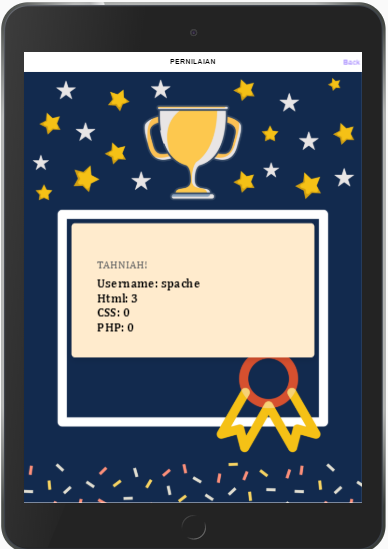 PERNILAIAN
Back
TAHNIAH!
Username: spache
Html: 3
CSS: 0
PHP: 0